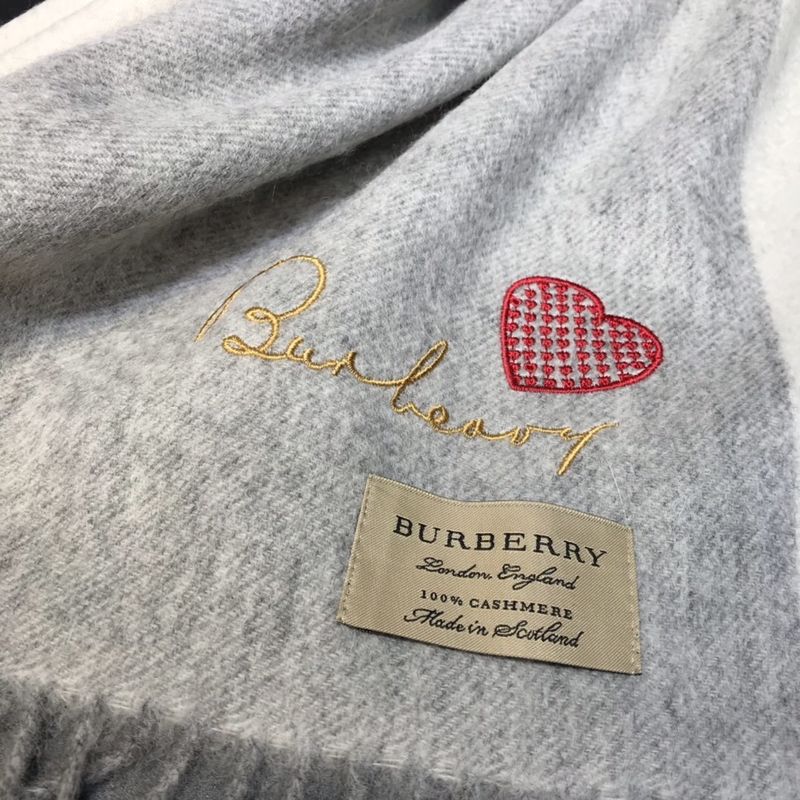 Burberry
BURBERRY
London, England
100% CASHMERE
Made in Scotland